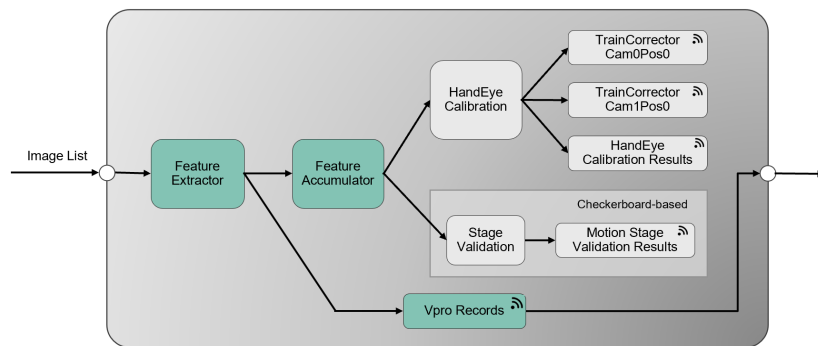 Image List
Feature
Extractor
Feature
Accumulator
HandEye
Calibration
TrainCorrector
Cam0Pos0
TrainCorrector
Cam1Pos0
HandEye
Calibration Results
Checkerboard-based
Stage
Validation
Motion Stage
Validation Results
Vpro Records